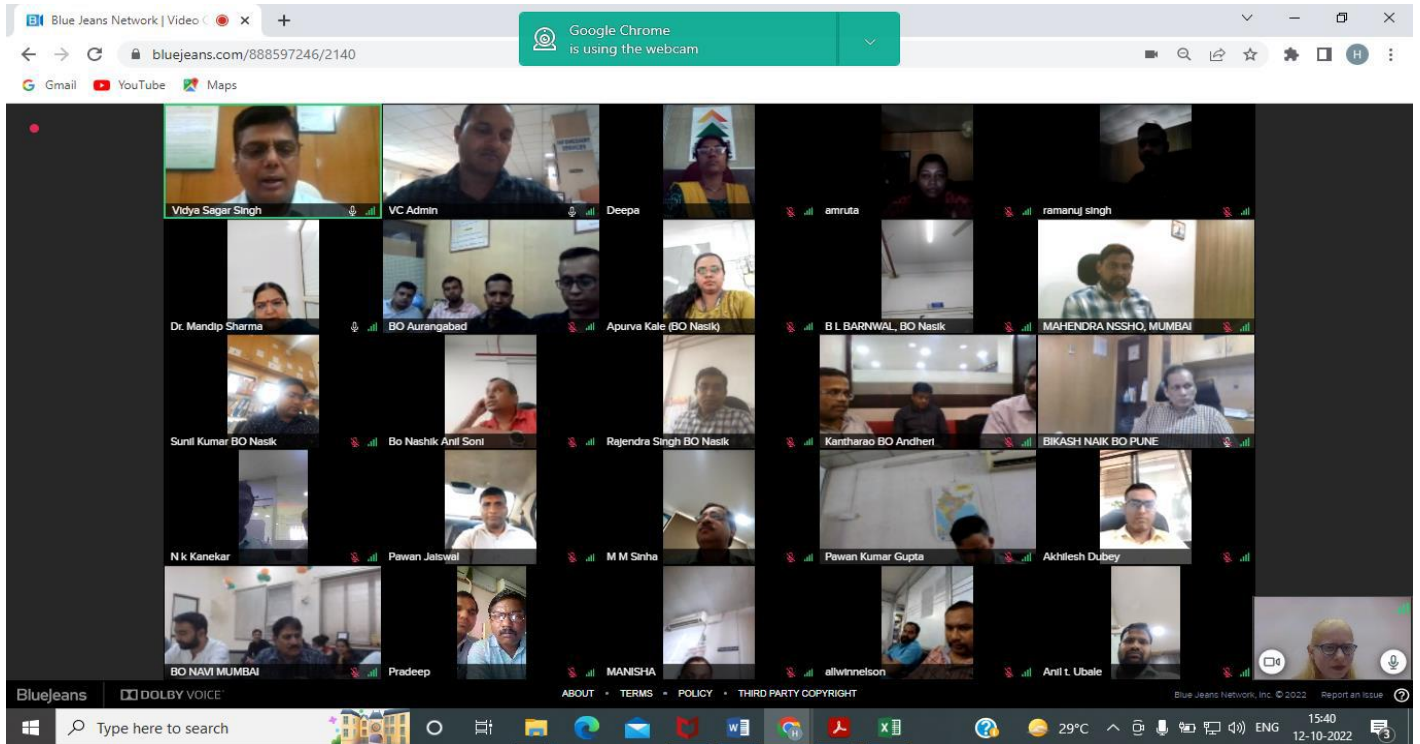 Blue Jeans Network | Video C
Google Chrome
is using the webcam
bluejeans.com/888597246/2140
H
Gmail YouTube Maps
Vidya Sagar Singh VC Admin Deepa amruta ramanuj singh
Dr. Mandip Sharma BO Aurangabad Apurva Kale (BO Nasik) B L BARNWAL, BO Nasik MAHENDRA NSSHO, MUMBAI
Sunil Kumar BO Nasik Bo Nashik Anil Soni Rajendra Singh BO Nasik Kantharao BO Andheri BIKASH NAIK BO PUNE
N k Kanekar Pawan Jaiswal M M Sinha Pawan Kumar Gupta Akhilesh Dubey
BO NAVI MUMBAI Pradeep MANISHA allwinnelson Anil t. Ubale
BlueJeans DOLBY VOICE ABOUT • TERMS • POLICY • THIRD PARTY COPYRIGHT Blue Jeans Network, Inc. © 2022 Report an Issue
Type here to search 29°C ENG 15:40
12-10-2022 3